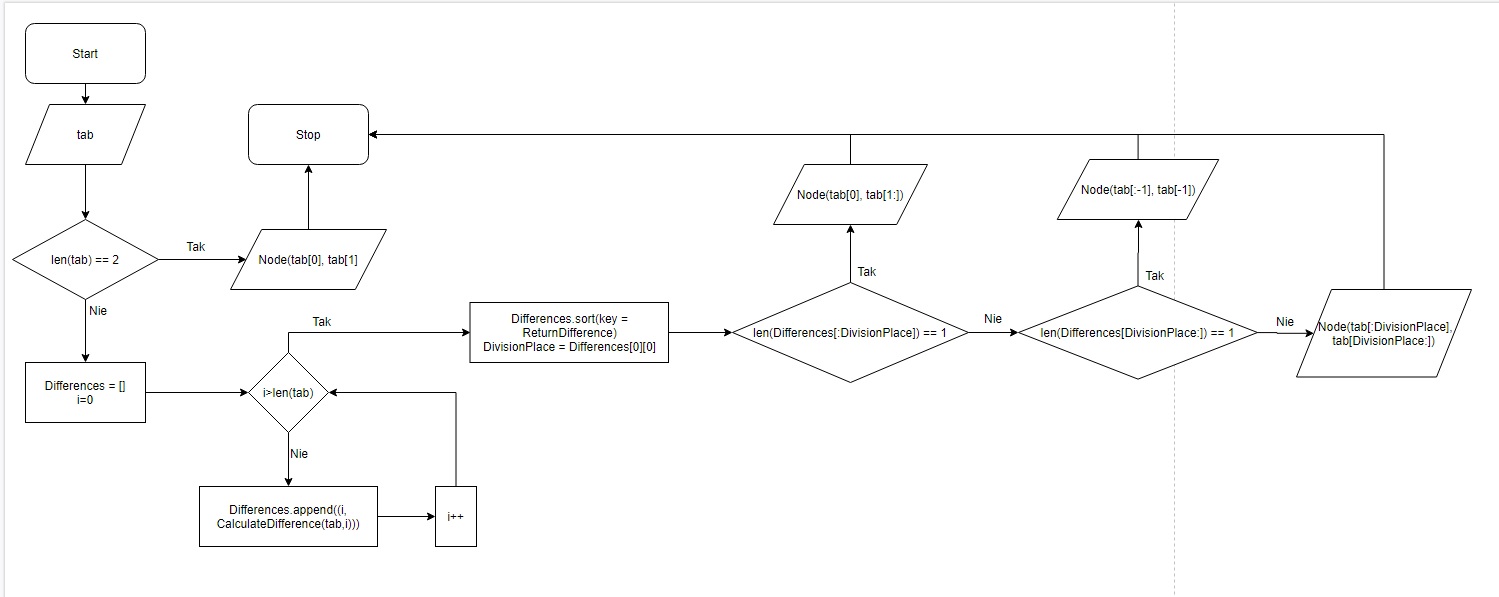 Start
tab
Stop
len(tab) == 2
Tak
Node(tab[0], tab[1]
Nie
Differences = []
i=0
i>len(tab)
Tak
Nie
Differences.append((i,
CalculateDifference(tab,i)))
i++
Differences.sort(key =
ReturnDifference)
DivisionPlace = Differences[0][0]
len(Differences[:DivisionPlace]) == 1
Tak
Node(tab[0], tab[1:])
Nie
len(Differences[DivisionPlace:]) == 1
Tak
Node(tab[:-1], tab[-1])
Nie
Node(tab[:DivisionPlace],
tab[DivisionPlace:])